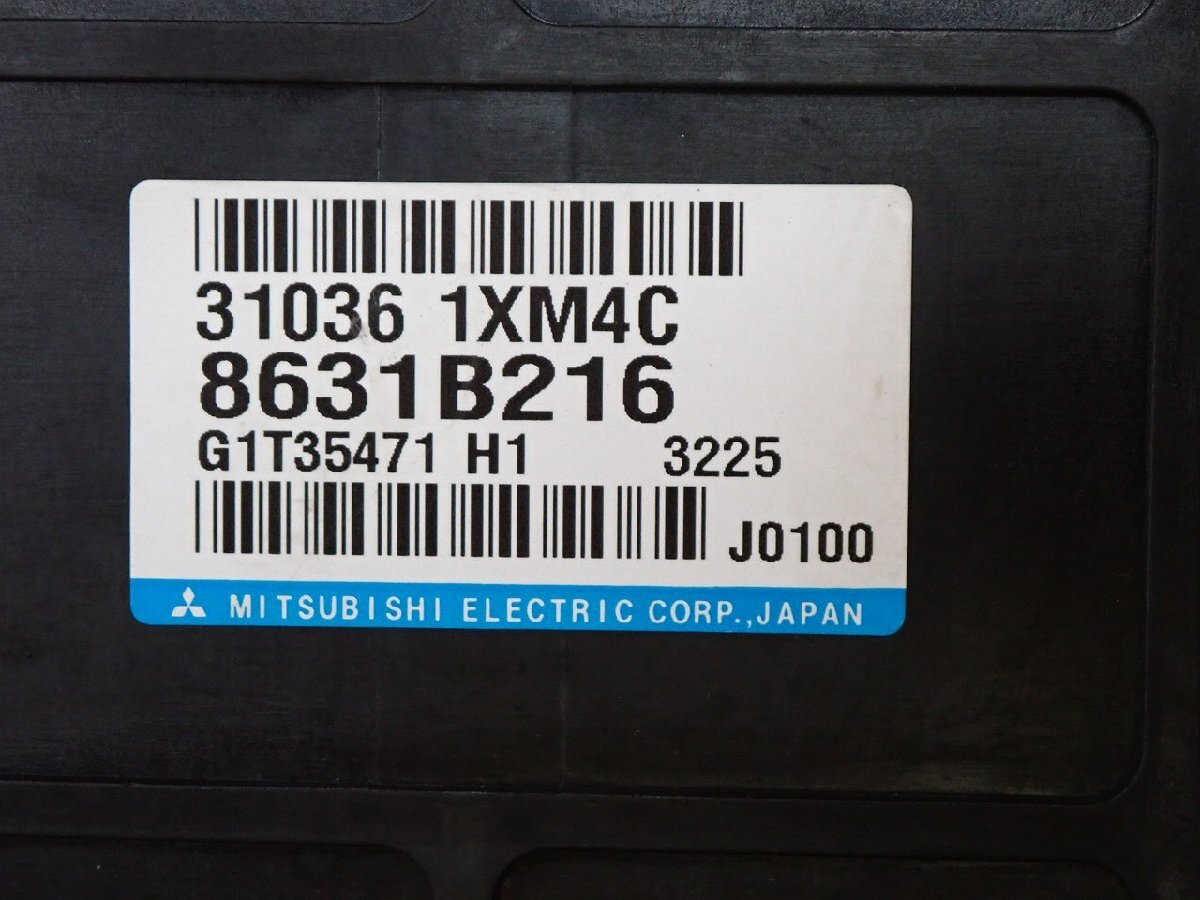 31036 1XM4C
8631B216
G1T35471 H1 3225
J0100
MITSUBISHI ELECTRIC CORP.,JAPAN